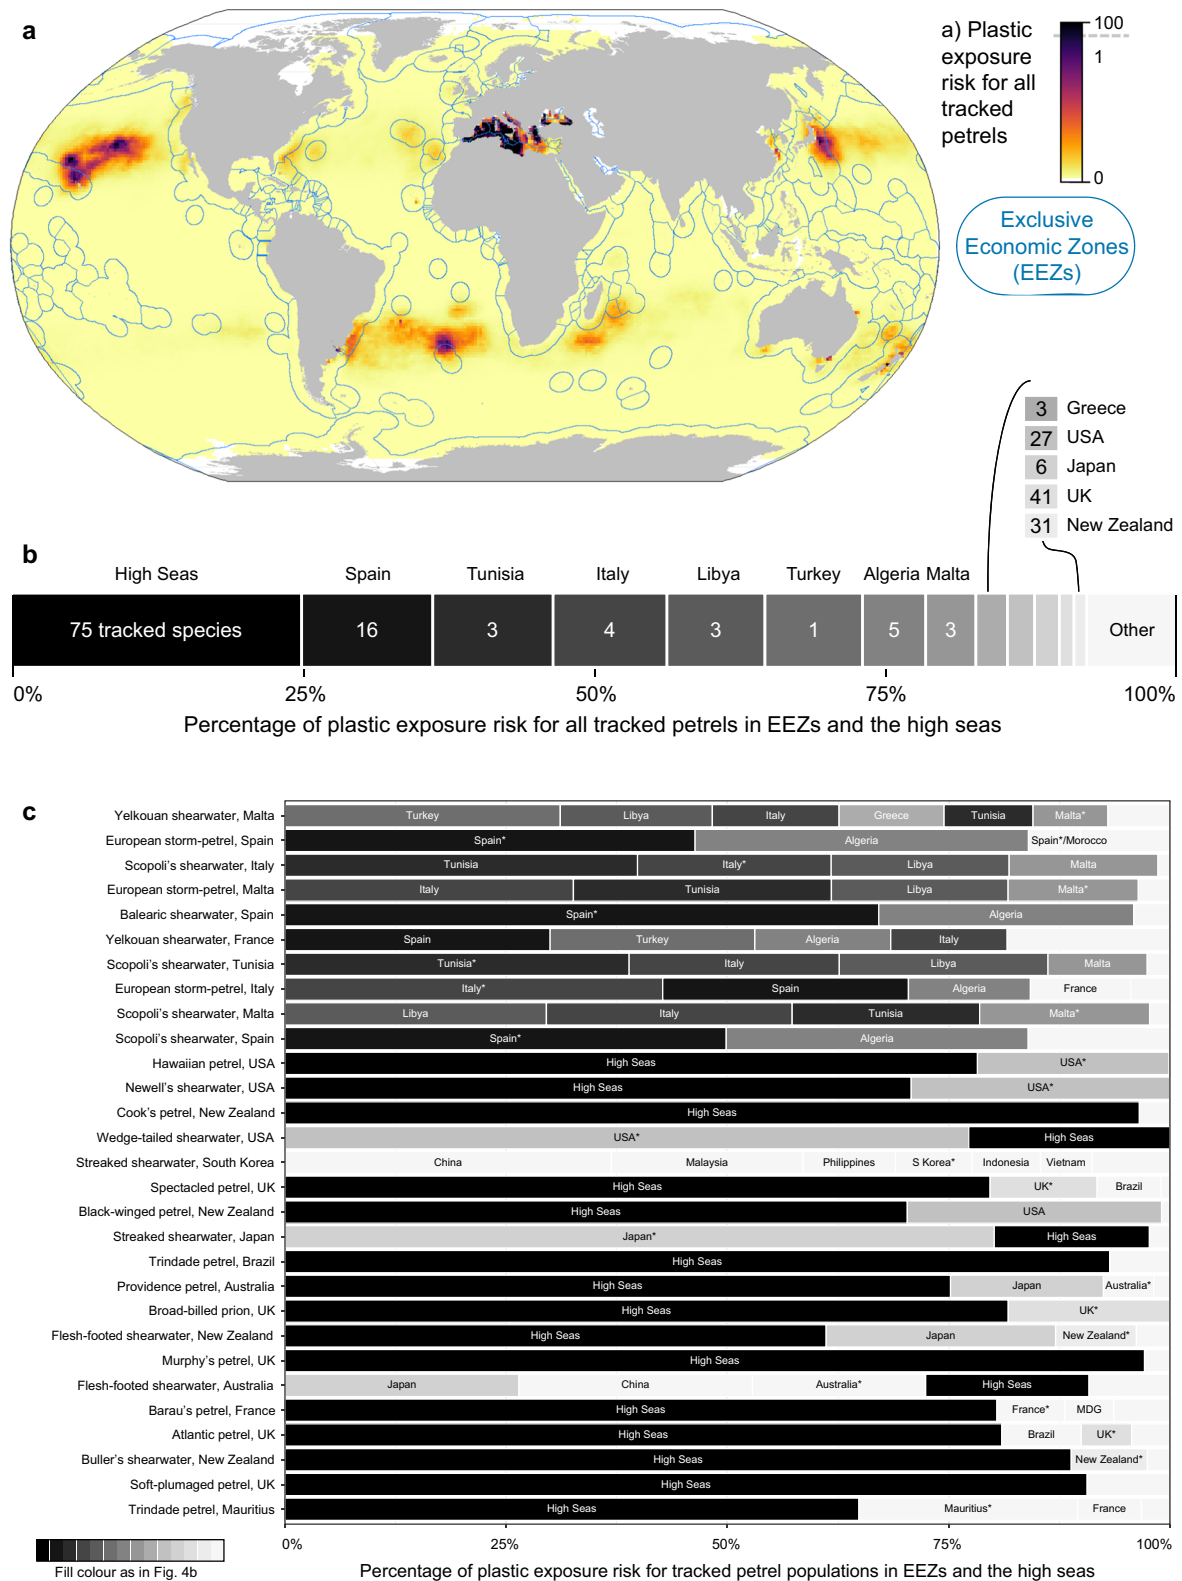 a
a) Plastic
exposure
risk for all
tracked
petrels
100
1
0
Exclusive
Economic Zones
(EEZs)
3 Greece
27 USA
6 Japan
41 UK
31 New Zealand
b
High Seas Spain Tunisia Italy Libya Turkey Algeria Malta
75 tracked species 16 3 4 3 1 5 3 Other
0% 25% 50% 75% 100%
Percentage of plastic exposure risk for all tracked petrels in EEZs and the high seas
c
Yelkouan shearwater, Malta Turkey Libya Italy Greece Tunisia Malta*
European storm-petrel, Spain Spain* Algeria Spain*/Morocco
Scopoli's shearwater, Italy Tunisia Italy* Libya Malta
European storm-petrel, Malta Italy Tunisia Libya Malta*
Balearic shearwater, Spain Spain* Algeria
Yelkouan shearwater, France Spain Turkey Algeria Italy
Scopoli's shearwater, Tunisia Tunisia* Italy Libya Malta
European storm-petrel, Italy Italy* Spain Algeria France
Scopoli's shearwater, Malta Libya Italy Tunisia Malta*
Scopoli's shearwater, Spain Spain* Algeria
Hawaiian petrel, USA High Seas USA*
Newell's shearwater, USA High Seas USA*
Cook's petrel, New Zealand High Seas
Wedge-tailed shearwater, USA USA* High Seas
Streaked shearwater, South Korea China Malaysia Philippines S Korea* Indonesia Vietnam
Spectacled petrel, UK High Seas UK* Brazil
Black-winged petrel, New Zealand High Seas USA
Streaked shearwater, Japan Japan* High Seas
Trindade petrel, Brazil High Seas
Providence petrel, Australia High Seas Japan Australia*
Broad-billed prion, UK High Seas UK*
Flesh-footed shearwater, New Zealand High Seas Japan New Zealand*
Murphy's petrel, UK High Seas
Flesh-footed shearwater, Australia Japan China Australia* High Seas
Barau's petrel, France High Seas France* MDG
Atlantic petrel, UK High Seas Brazil UK*
Buller's shearwater, New Zealand High Seas New Zealand*
Soft-plumaged petrel, UK High Seas
Trindade petrel, Mauritius High Seas Mauritius* France
0% 25% 50% 75% 100%
Fill colour as in Fig. 4b
Percentage of plastic exposure risk for tracked petrel populations in EEZs and the high seas